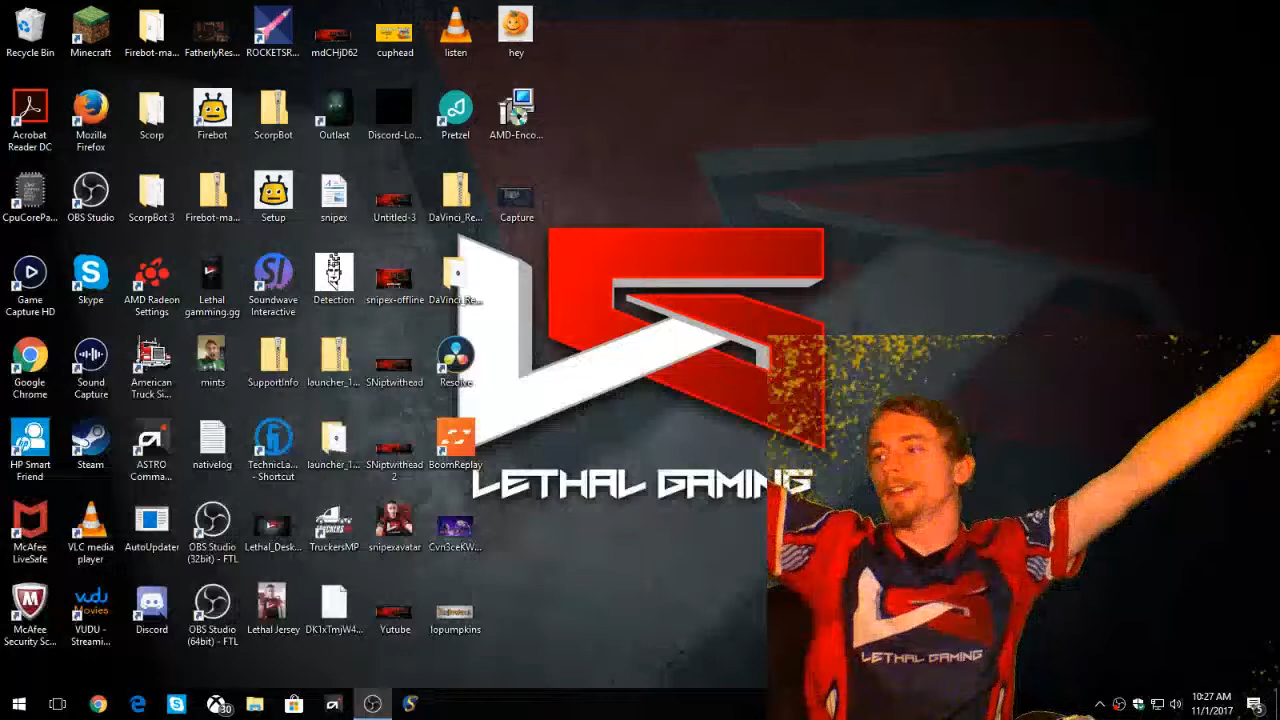 Recycle Bin
Minecraft
Firebot-ma...
FatherlyRes...
ROCKETSR...
mdCHjD62
cuphead
listen
hey
Acrobat Reader DC
Mozilla Firefox
Scorp
Firebot
ScorpBot
Outlast
Discord-Lo...
Pretzel
AMD-Enco...
CpuCorePa...
OBS Studio
ScorpBot 3
Firebot-ma...
Setup
snipex
Untitled-3
DaVinci_Re...
Capture
Game Capture HD
Skype
AMD Radeon Settings
Lethal gamming.gg
Soundwave Interactive
Detection
snipex-offline
DaVinci_Re...
Google Chrome
Sound Capture
American Truck Si...
mints
SupportInfo
launcher_1...
SNiptwithead
Resolve
HP Smart Friend
Steam
ASTRO Comma...
nativelog
TechnicLa... - Shortcut
launcher_1...
SNiptwithead 2
BoomReplay
LETHAL GAMING
McAfee LiveSafe
VLC media player
AutoUpdater
OBS Studio (32bit) - FTL
Lethal_Desk...
TruckersMP
snipexavatar
Cvn3ceKW...
McAfee Security Sc...
VUDU - Streami...
Discord
OBS Studio (64bit) - FTL
Lethal Jersey
DK1xTmjW4...
Yutube
lopumpkins
LETHAL GAMING
30
10:27 AM
11/1/2017